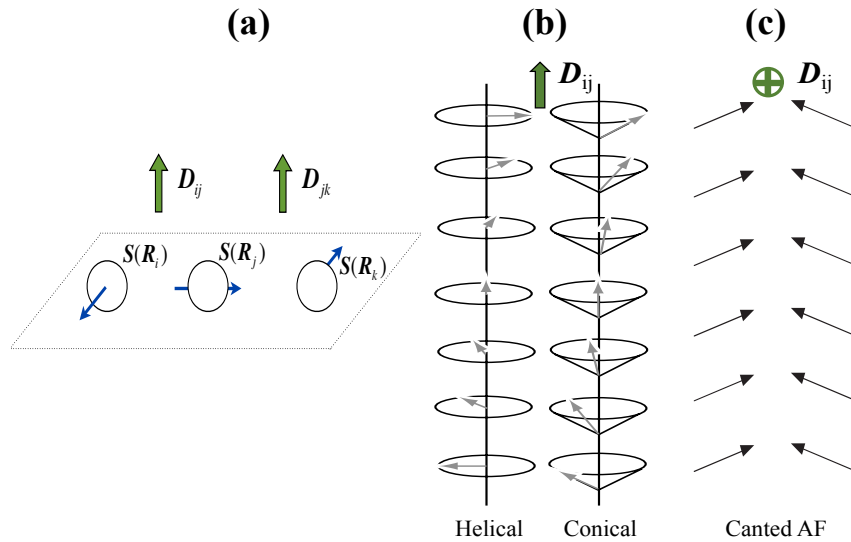 (a)
(b)
(c)
D_ij
D_jk
S(R_i)
S(R_j)
S(R_k)
D_ij
D_ij
Helical
Conical
Canted AF